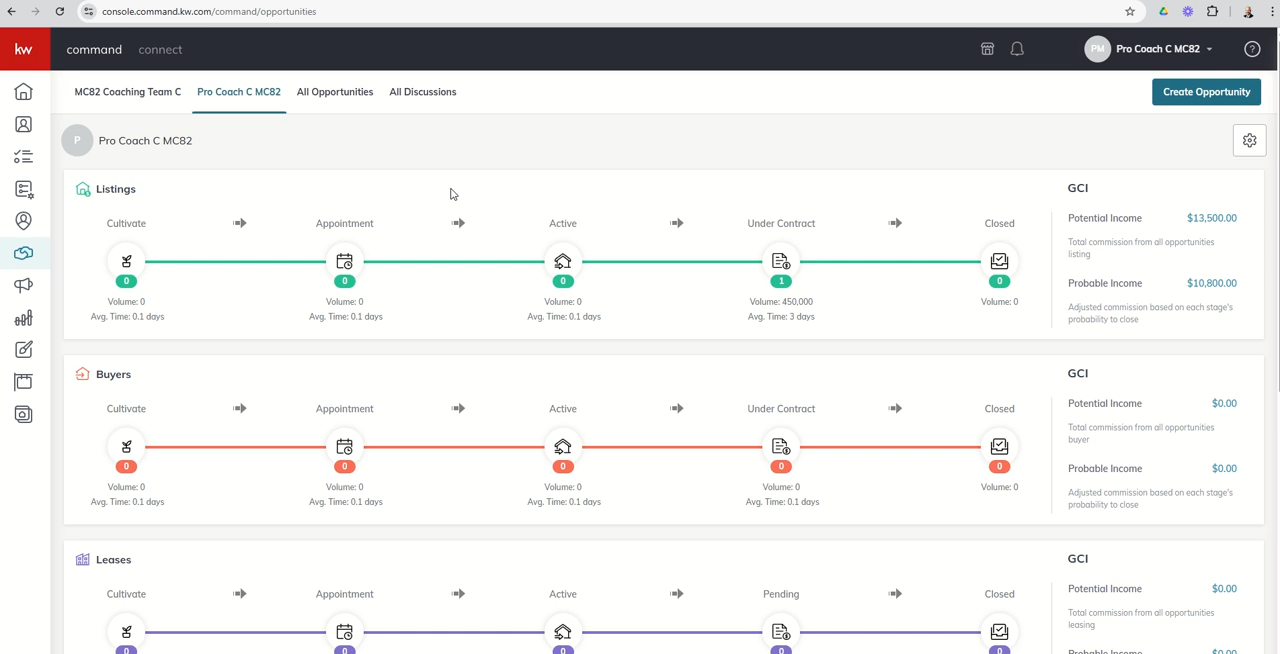 console.command.kw.com/command/opportunities
kw command connect PM Pro Coach C MC82 ?
MC82 Coaching Team C Pro Coach C MC82 All Opportunities All Discussions Create Opportunity
P Pro Coach C MC82
Listings
Cultivate Appointment Active Under Contract Closed
0 0 0 1 0
Volume: 0 Volume: 0 Volume: 0 Volume: 450,000 Volume: 0
Avg. Time: 0.1 days Avg. Time: 0.1 days Avg. Time: 0.1 days Avg. Time: 3 days
GCI
Potential Income $13,500.00
Total commission from all opportunities
listing
Probable Income $10,800.00
Adjusted commission based on each stage's
probability to close
Buyers
Cultivate Appointment Active Under Contract Closed
0 0 0 0 0
Volume: 0 Volume: 0 Volume: 0 Volume: 0 Volume: 0
Avg. Time: 0.1 days Avg. Time: 0.1 days Avg. Time: 0.1 days Avg. Time: 0.1 days
GCI
Potential Income $0.00
Total commission from all opportunities
buyer
Probable Income $0.00
Adjusted commission based on each stage's
probability to close
Leases
Cultivate Appointment Active Pending Closed
0 0 0 0 0
GCI
Potential Income $0.00
Total commission from all opportunities
leasing
Probable Income $0.00